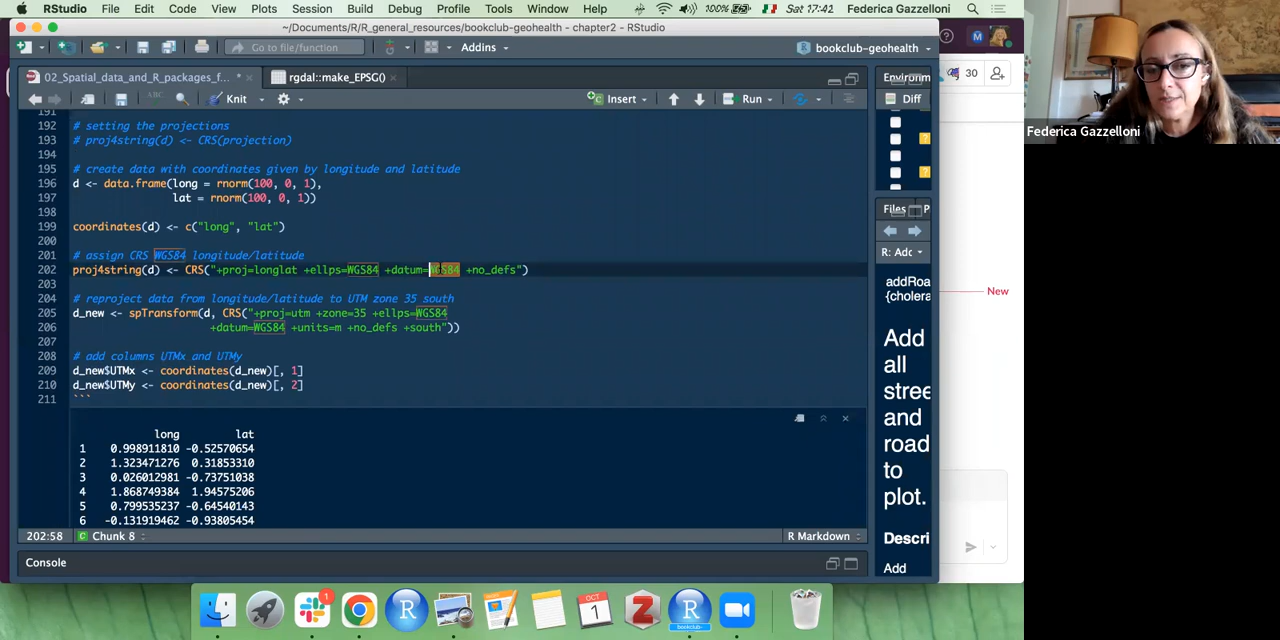 RStudio File Edit Code View Plots Session Build Debug Profile Tools Window Help 100% Sat 17:42 Federica Gazzelloni
~/Documents/R/R_general_resources/bookclub-geohealth - chapter2 - RStudio
Go to file/function Addins bookclub-geohealth
02_Spatial_data_and_R_packages_f... rgdal::make_EPSG() Environm
Knit Insert Run Diff
M
30
Federica Gazzelloni
191
192 # setting the projections
193 # proj4string(d) <- CRS(projection)
194
195 # create data with coordinates given by longitude and latitude
196 d <- data.frame(long = rnorm(100, 0, 1),
197 lat = rnorm(100, 0, 1))
198
199 coordinates(d) <- c("long", "lat")
200
201 # assign CRS WGS84 longitude/latitude
202 proj4string(d) <- CRS("+proj=longlat +ellps=WGS84 +datum=WGS84 +no_defs")
203
204 # reproject data from longitude/latitude to UTM zone 35 south
205 d_new <- spTransform(d, CRS("+proj=utm +zone=35 +ellps=WGS84
206 +datum=WGS84 +units=m +no_defs +south"))
207
208 # add columns UTMx and UTMy
209 d_new$UTMx <- coordinates(d_new)[, 1]
210 d_new$UTMy <- coordinates(d_new)[, 2]
211 ```
long lat
1 0.998911810 -0.52570654
2 1.323471276 0.31853310
3 0.026012981 -0.73751038
4 1.868749384 1.94575206
5 0.799535237 -0.64540143
6 -0.131919462 -0.93805454
202:58 C Chunk 8 R Markdown
Console
Files P
R: Adc
addRoa
{cholera
Add
all
stree
and
road
to
plot.
Descri
Add
New
1
OCT
1
R
Z
R
bookclub-